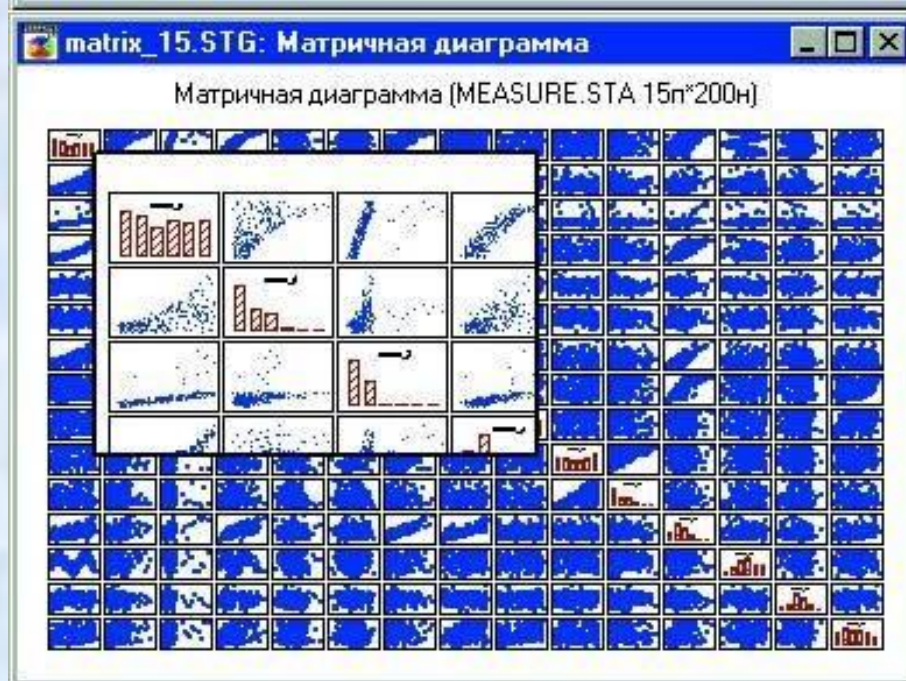 matrix_15.STG: Матричная диаграмма
Матричная диаграмма (MEASURE.STA 15п*200н)